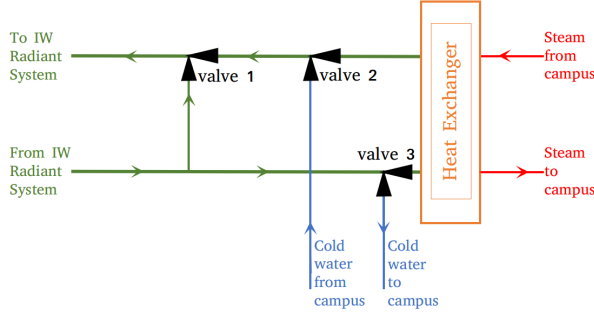 To IW
Radiant
System
valve 1
valve 2
Heat Exchanger
Steam
from
campus
From IW
Radiant
System
valve 3
Steam
to
campus
Cold
water
from
campus
Cold
water
to
campus